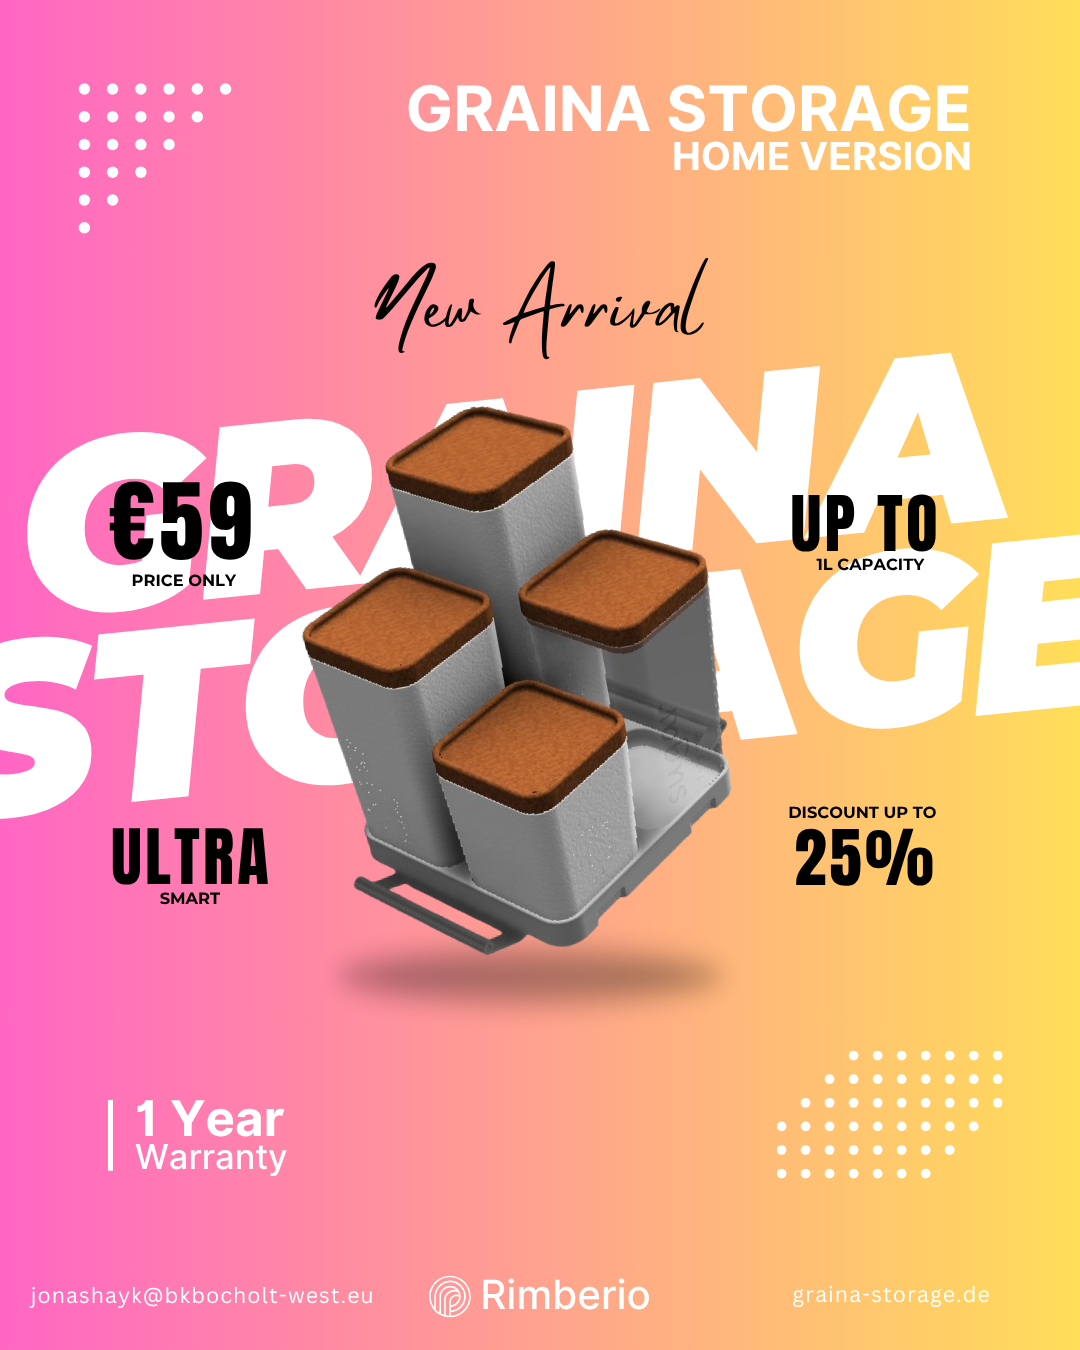 GRAINA STORAGE
HOME VERSION
New Arrival
GRAINA
STORAGE
€59
PRICE ONLY
UP TO
1L CAPACITY
ULTRA
SMART
DISCOUNT UP TO
25%
1 Year
Warranty
jonashayk@bkbocholt-west.eu
Rimberio
graina-storage.de